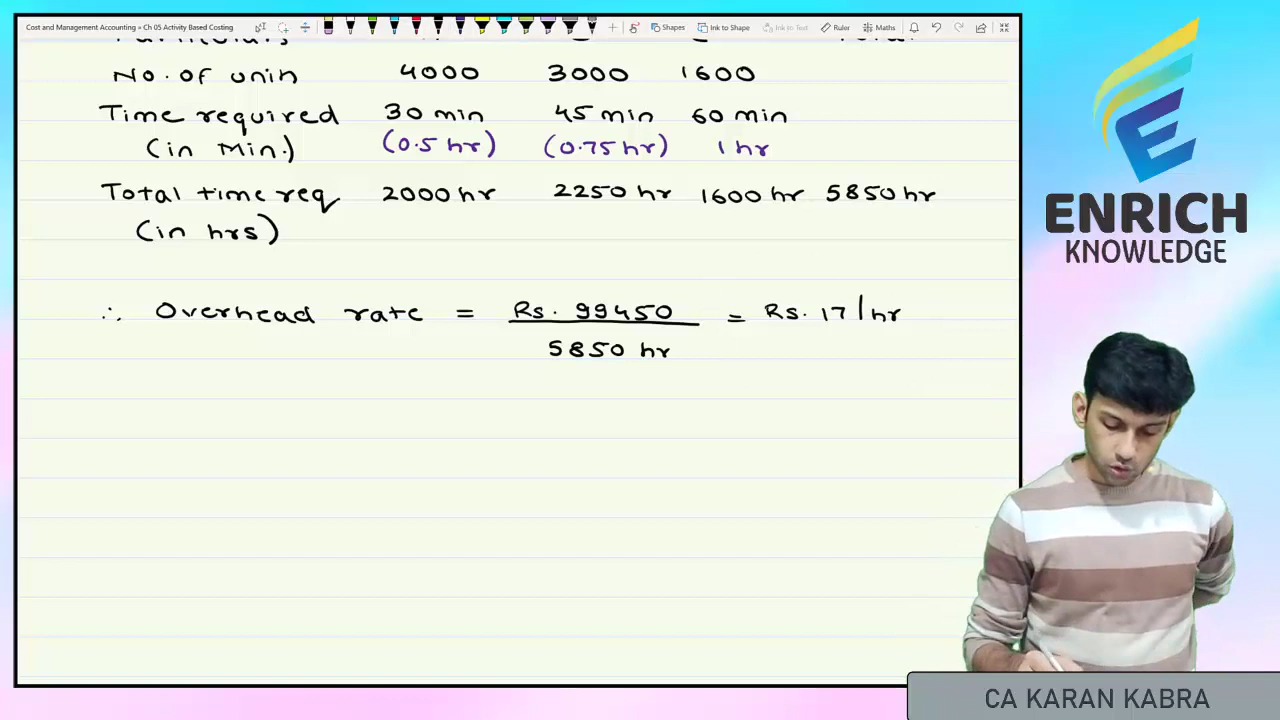 Cost and Management Accounting » Ch 05 Activity Based Costing
Shapes Ink to Shape Ink to Text Ruler Maths
Particulars Total
No. of unin 4000 3000 1600
Time required 30 min 45 min 60 min
(in Min.) (0.5 hr) (0.75 hr) 1 hr
Total time req 2000 hr 2250 hr 1600 hr 5850 hr
(in hrs)
∴ Overhead rate = Rs. 99450 = Rs. 17/hr
5850 hr
ENRICH
KNOWLEDGE
CA KARAN KABRA